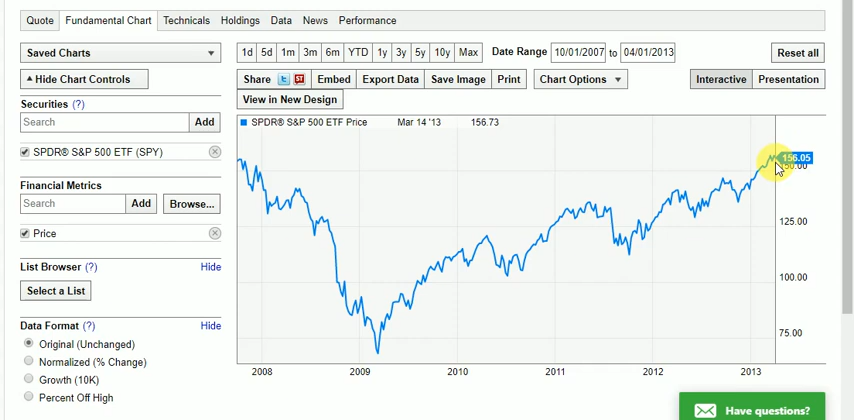 Quote Fundamental Chart Technicals Holdings Data News Performance
Saved Charts
1d 5d 1m 3m 6m YTD 1y 3y 5y 10y Max Date Range 10/01/2007 to 04/01/2013 Reset all
Hide Chart Controls
Share Embed Export Data Save Image Print Chart Options Interactive Presentation
View in New Design
Securities (?)
Search Add
SPDR® S&P 500 ETF (SPY)
Financial Metrics
Search Add Browse...
Price
List Browser (?) Hide
Select a List
Data Format (?) Hide
Original (Unchanged)
Normalized (% Change)
Growth (10K)
Percent Off High
SPDR® S&P 500 ETF Price Mar 14 '13 156.73
156.05
150.00
125.00
100.00
75.00
2008 2009 2010 2011 2012 2013
Have questions?